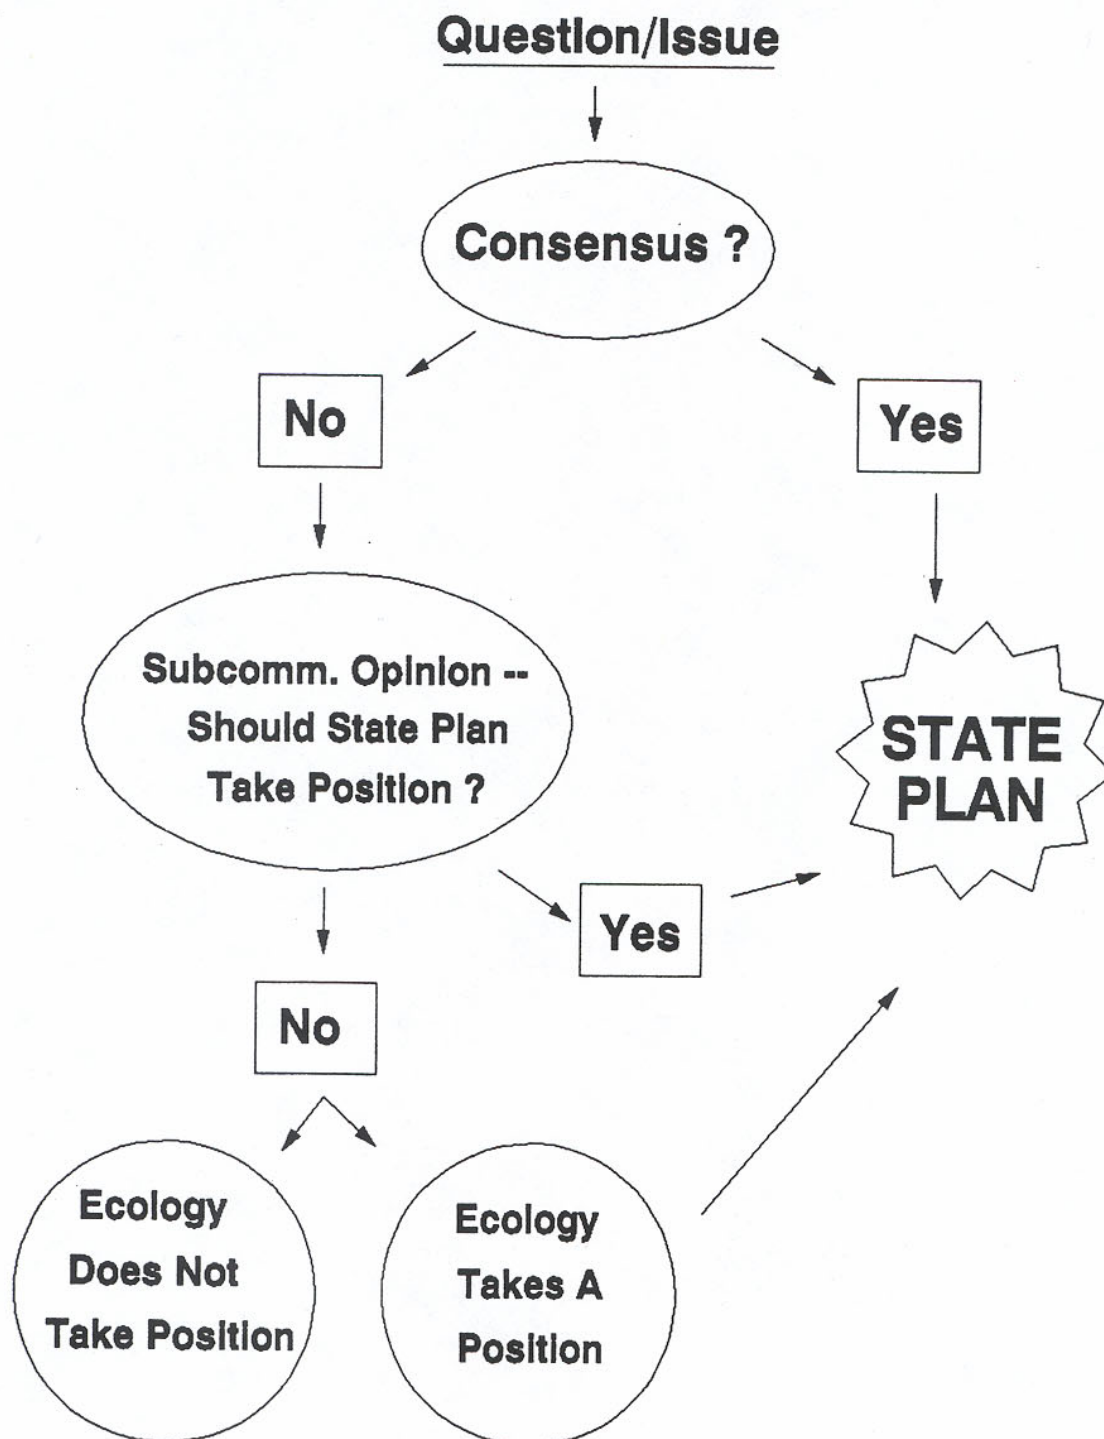 Question/Issue
Consensus ?
No
Yes
Subcomm. Opinion --
Should State Plan
Take Position ?
STATE
PLAN
Yes
No
Ecology
Does Not
Take Position
Ecology
Takes A
Position